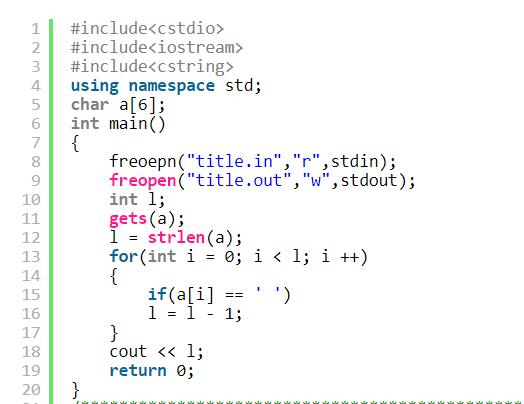 1 #include<cstdio>
2 #include<iostream>
3 #include<cstring>
4 using namespace std;
5 char a[6];
6 int main()
7 {
8 freoepn("title.in","r",stdin);
9 freopen("title.out","w",stdout);
10 int l;
11 gets(a);
12 l = strlen(a);
13 for(int i = 0; i < l; i ++)
14 {
15 if(a[i] == ' ')
16 l = l - 1;
17 }
18 cout << l;
19 return 0;
20 }